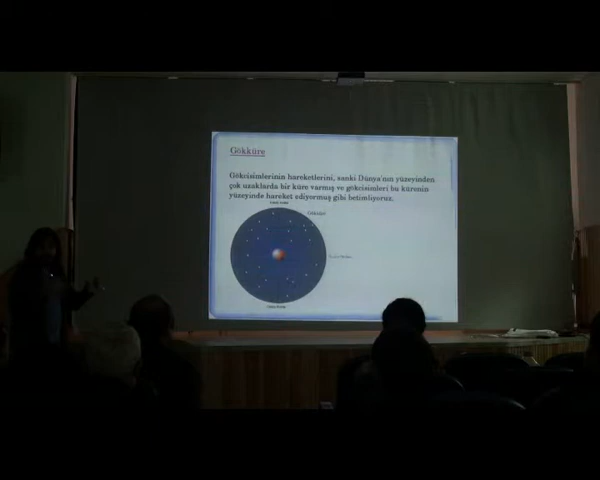 Gökküre
Gökcisimlerinin hareketlerini, sanki Dünya'nın yüzeyinden
çok uzaklarda bir küre varmış ve gökcisimleri bu kürenin
yüzeyinde hareket ediyormuş gibi betimliyoruz.